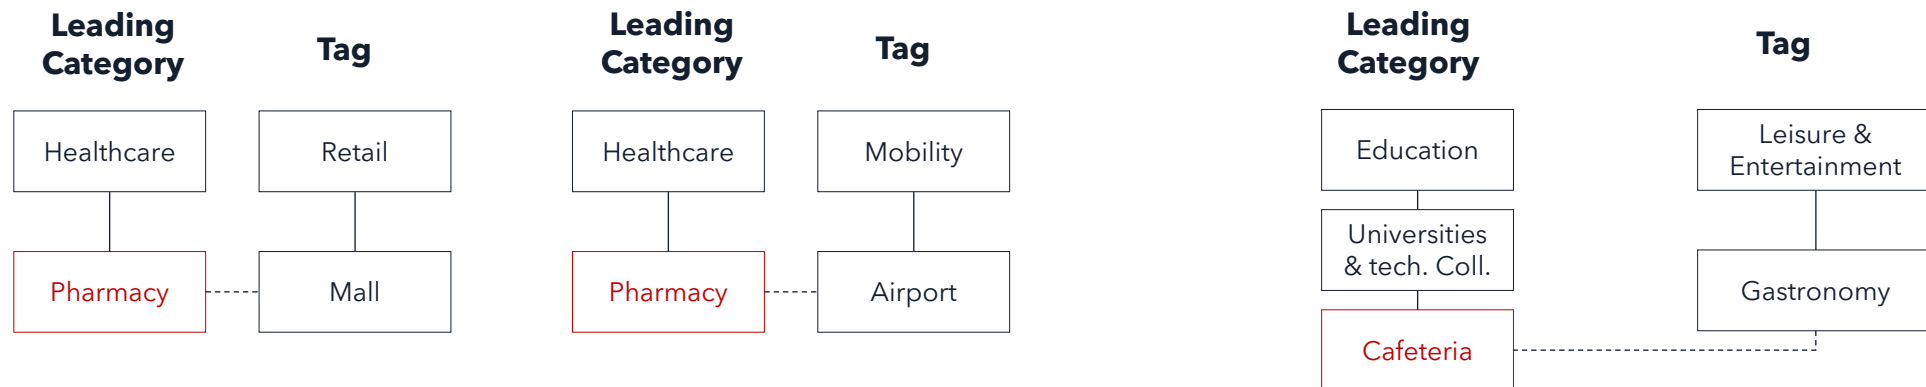 Leading
Category
Tag
Healthcare
Retail
Pharmacy
Mall
Leading
Category
Tag
Healthcare
Mobility
Pharmacy
Airport
Leading
Category
Tag
Education
Leisure &
Entertainment
Universities
& tech. Coll.
Gastronomy
Cafeteria